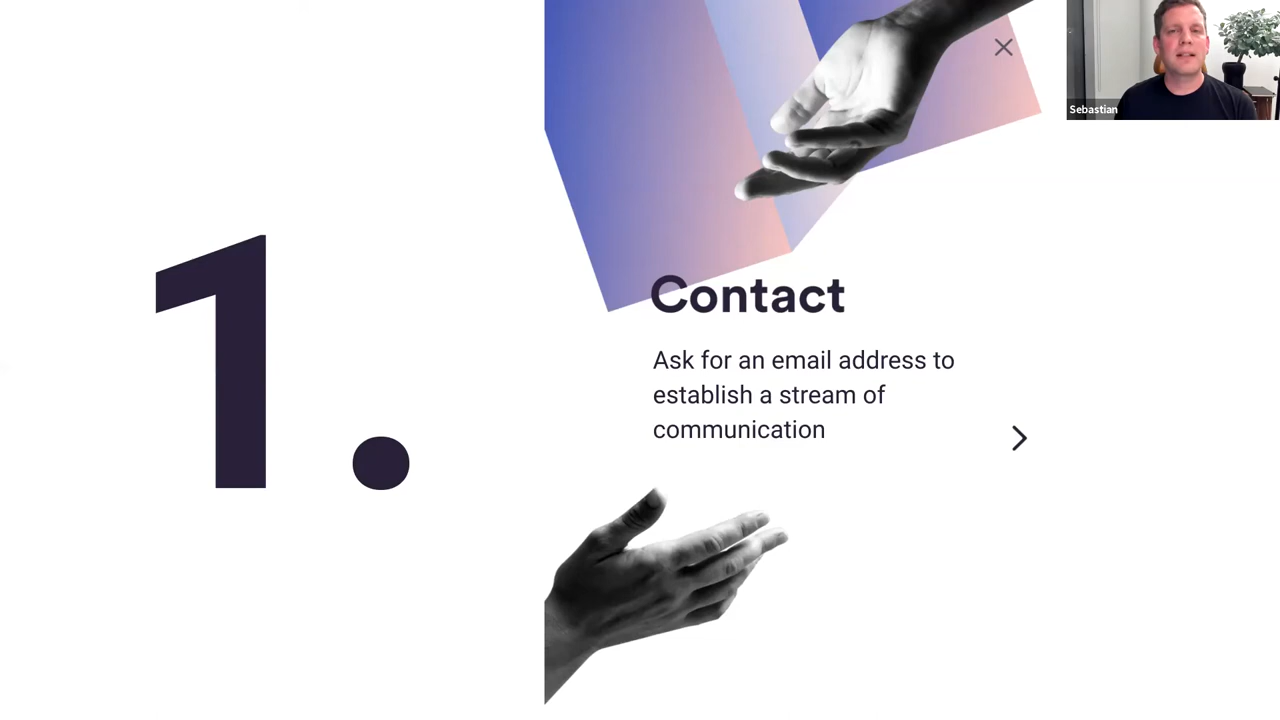 Sebastian
1.
Contact
Ask for an email address to
establish a stream of
communication